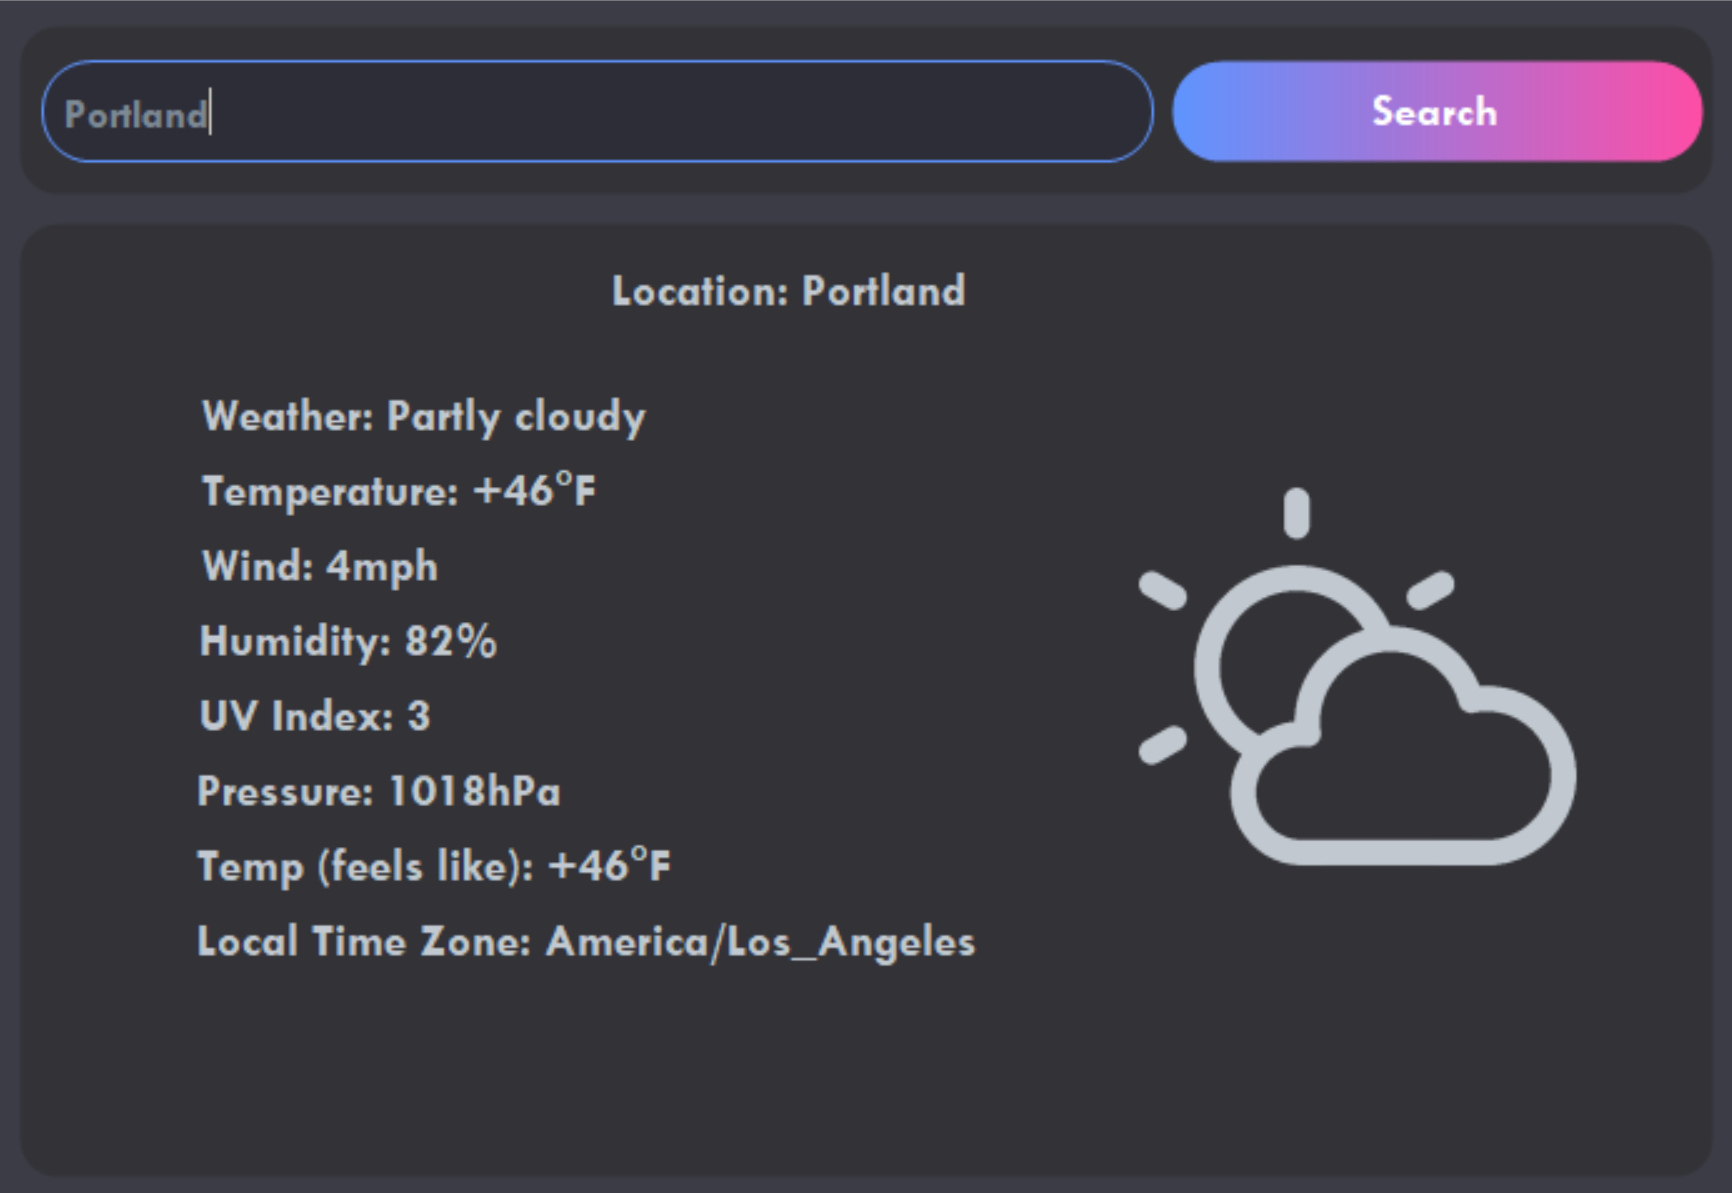 Portland
Search
Location: Portland
Weather: Partly cloudy
Temperature: +46°F
Wind: 4mph
Humidity: 82%
UV Index: 3
Pressure: 1018hPa
Temp (feels like): +46°F
Local Time Zone: America/Los_Angeles